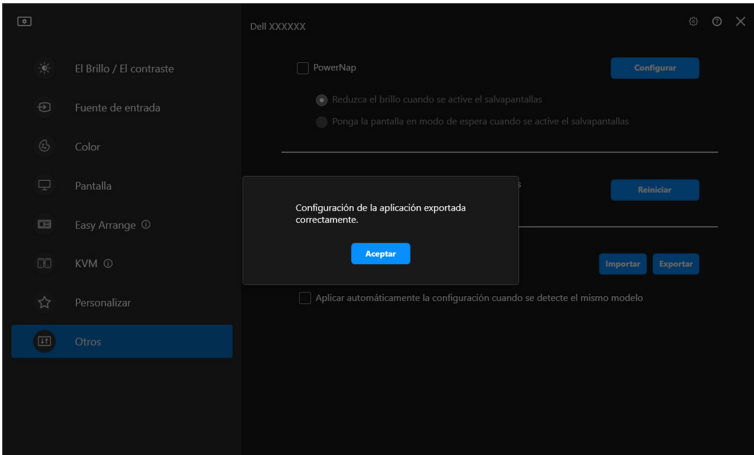 Dell XXXXXX
El Brillo / El contraste
Fuente de entrada
Color
Pantalla
Easy Arrange
KVM
Personalizar
Otros
PowerNap
Configurar
Reduzca el brillo cuando se active el salvapantallas
Ponga la pantalla en modo de espera cuando se active el salvapantallas
Reiniciar
Configuración de la aplicación exportada
correctamente.
Aceptar
Importar
Exportar
Aplicar automáticamente la configuración cuando se detecte el mismo modelo